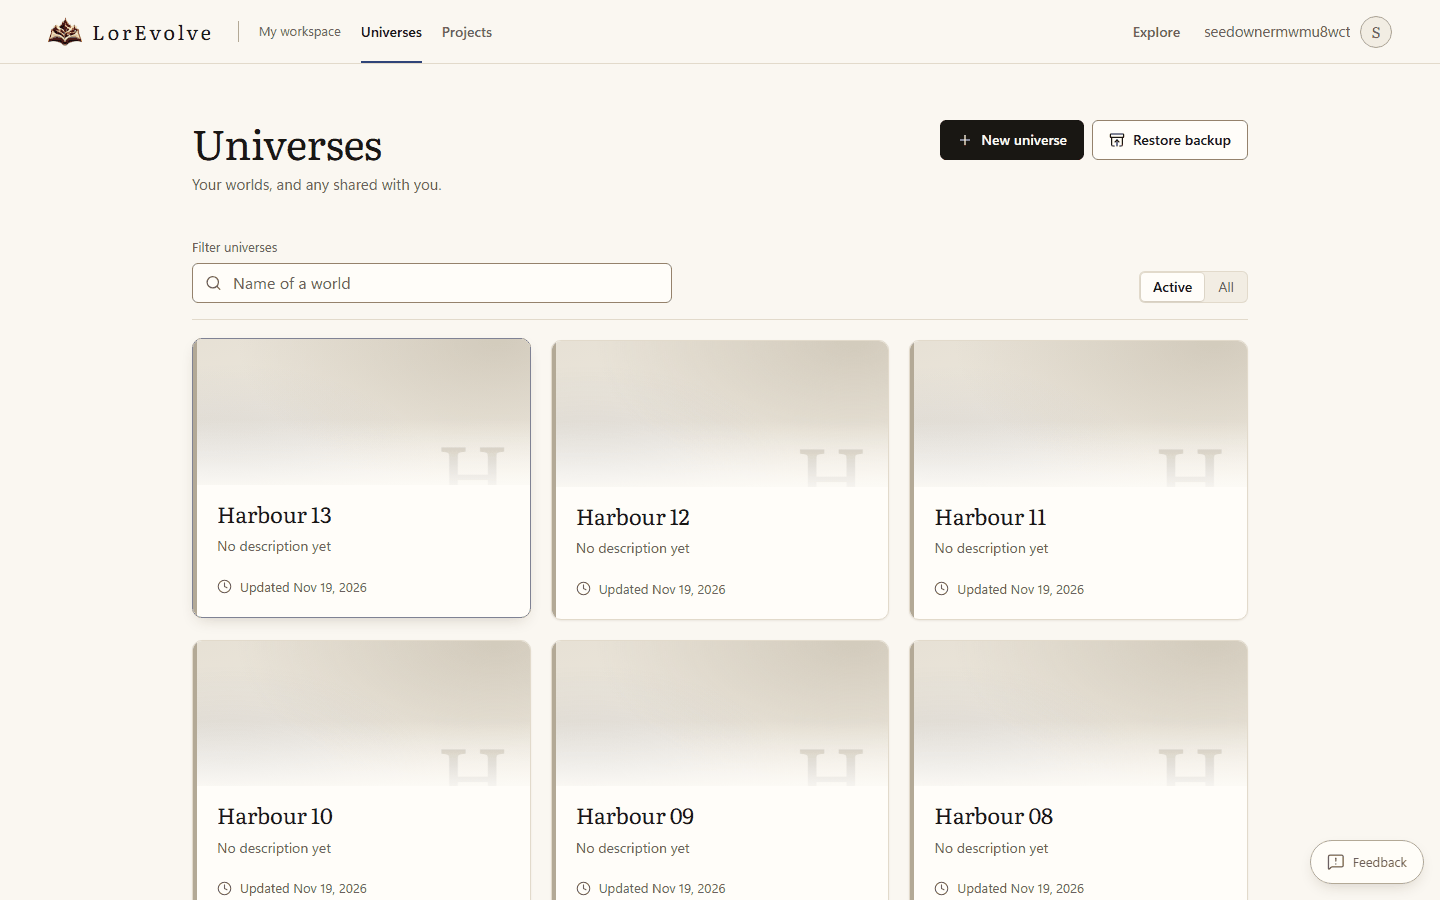 LorEvolve
My workspace
Universes
Projects
Explore
seedownermwmu8wct
S
Universes
Your worlds, and any shared with you.
New universe
Restore backup
Filter universes
Name of a world
Active
All
H
Harbour 13
No description yet
Updated Nov 19, 2026
H
Harbour 12
No description yet
Updated Nov 19, 2026
H
Harbour 11
No description yet
Updated Nov 19, 2026
H
Harbour 10
No description yet
Updated Nov 19, 2026
H
Harbour 09
No description yet
Updated Nov 19, 2026
H
Harbour 08
No description yet
Updated Nov 19, 2026
Feedback